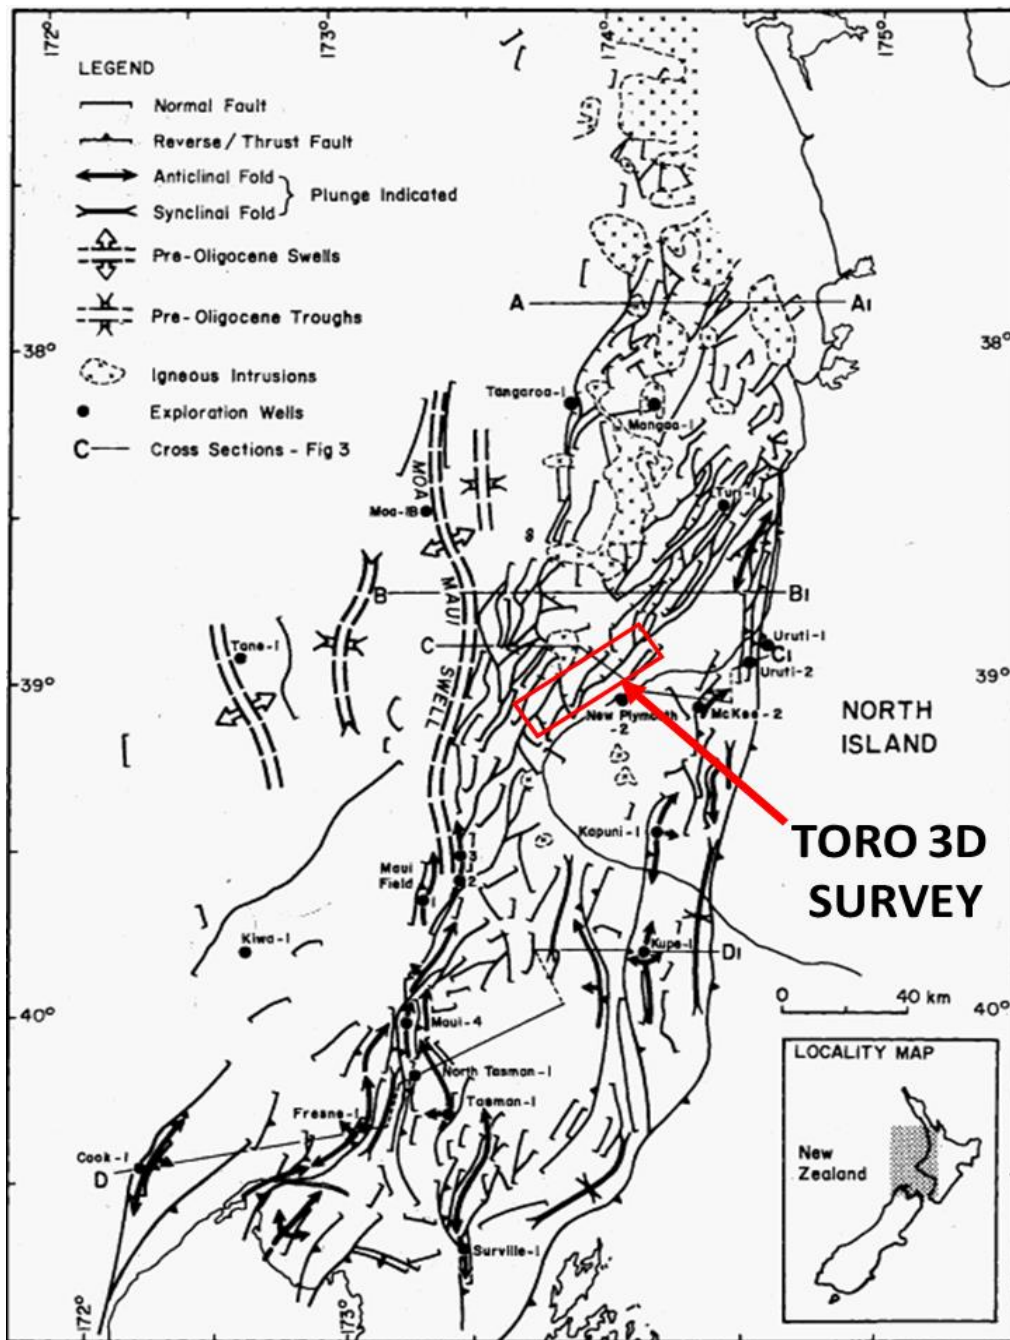 172°
173°
174°
175°
LEGEND
Normal Fault
Reverse / Thrust Fault
Anticlinal Fold
Synclinal Fold
Plunge Indicated
Pre-Oligocene Swells
Pre-Oligocene Troughs
Igneous Intrusions
Exploration Wells
C Cross Sections - Fig 3
A
A1
38°
38°
Tangaroa-1
Mangaa-1
MOA
Moa-1B
Turi-1
B
MAUI
B1
C
Uruti-1
C1
Uruti-2
Tane-1
SWELL
39°
39°
New Plymouth
-2
McKee-2
NORTH
ISLAND
TORO 3D
SURVEY
Kapuni-1
3
2
Maui
Field
1
Kiwa-1
Kupe-1
D1
0 40 km
40°
40°
Maui-4
North Tasman-1
Tasman-1
Fresne-1
Cook-1
D
Surville-1
LOCALITY MAP
New
Zealand
172°
173°